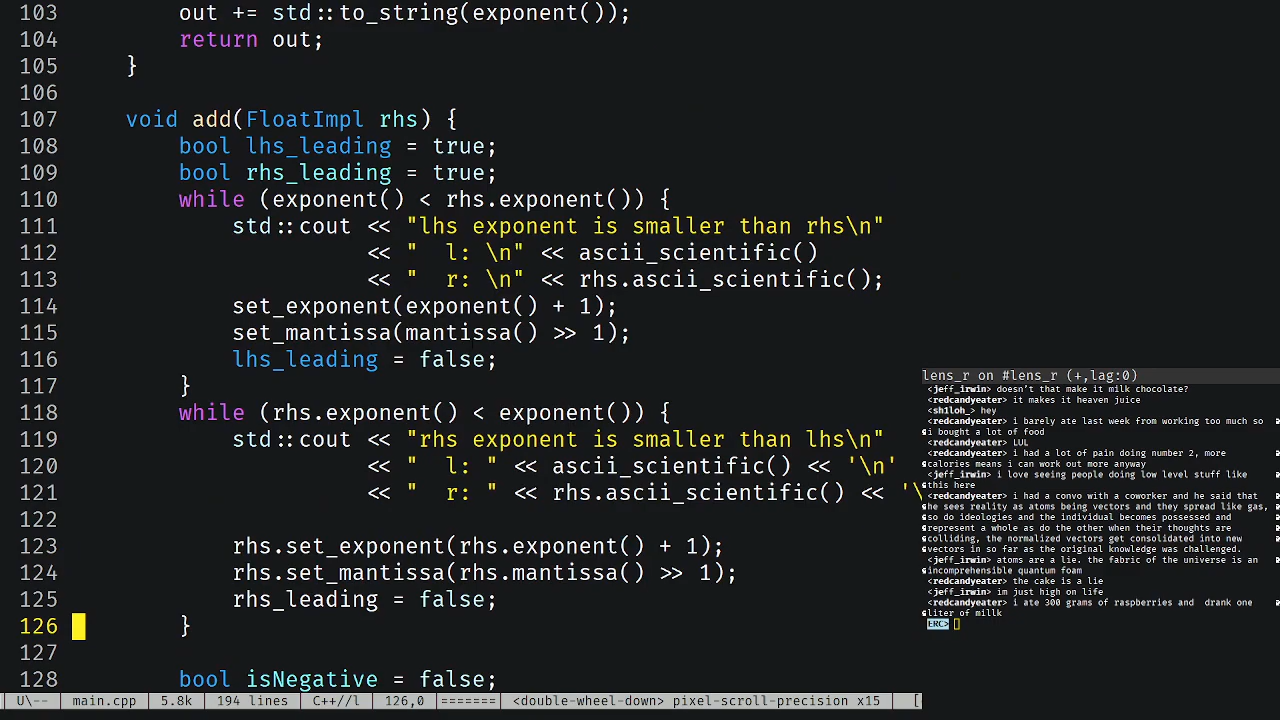 103         out += std::to_string(exponent());
104         return out;
105     }
106
107     void add(FloatImpl rhs) {
108         bool lhs_leading = true;
109         bool rhs_leading = true;
110         while (exponent() < rhs.exponent()) {
111             std::cout << "lhs exponent is smaller than rhs\n"
112                       << "  l: \n" << ascii_scientific()
113                       << "  r: \n" << rhs.ascii_scientific();
114             set_exponent(exponent() + 1);
115             set_mantissa(mantissa() >> 1);
116             lhs_leading = false;
117         }
118         while (rhs.exponent() < exponent()) {
119             std::cout << "rhs exponent is smaller than lhs\n"
120                       << "  l: " << ascii_scientific() << '\n'
121                       << "  r: " << rhs.ascii_scientific() << '\
122
123             rhs.set_exponent(rhs.exponent() + 1);
124             rhs.set_mantissa(rhs.mantissa() >> 1);
125             rhs_leading = false;
126         }
127
128         bool isNegative = false;
U\-- main.cpp 5.8k 194 lines C++//l 126,0 ======= <double-wheel-down> pixel-scroll-precision x15 [
lens_r on #lens_r (+,lag:0)
<jeff_irwin> doesn't that make it milk chocolate?
<redcandyeater> it makes it heaven juice
<sh1loh_> hey
<redcandyeater> i barely ate last week from working too much so
i bought a lot of food
<redcandyeater> LUL
<redcandyeater> i had a lot of pain doing number 2, more
calories means i can work out more anyway
<jeff_irwin> i love seeing people doing low level stuff like
this here
<redcandyeater> i had a convo with a coworker and he said that
he sees reality as atoms being vectors and they spread like gas,
so do ideologies and the individual becomes possessed and
represent a whole as do the other when their thoughts are
colliding, the normalized vectors get consolidated into new
vectors in so far as the original knowledge was challenged.
<jeff_irwin> atoms are a lie. the fabric of the universe is an
incomprehensible quantum foam
<redcandyeater> the cake is a lie
<jeff_irwin> im just high on life
<redcandyeater> i ate 300 grams of raspberries and  drank one
liter of millk
ERC>